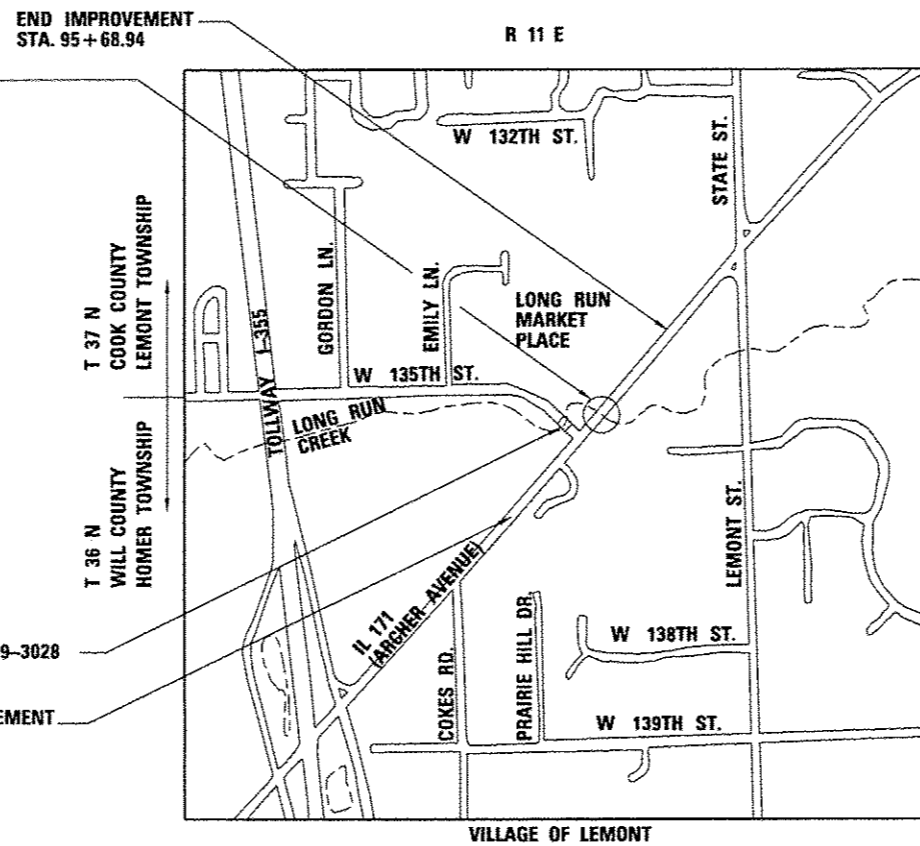 END IMPROVEMENT
STA. 95+68.94
R 11 E
W 132TH ST.
STATE ST.
T 37 N
COOK COUNTY
LEMONT TOWNSHIP
GORDON LN.
EMILY LN.
LONG RUN
MARKET
PLACE
TOLLWAY I-355
W 135TH ST.
LONG RUN
CREEK
T 36 N
WILL COUNTY
HOMER TOWNSHIP
LEMONT ST.
IL 171
(ARCHER AVENUE)
9-3028
COKES RD.
PRAIRIE HILL DR.
W 138TH ST.
EMENT
W 139TH ST.
VILLAGE OF LEMONT